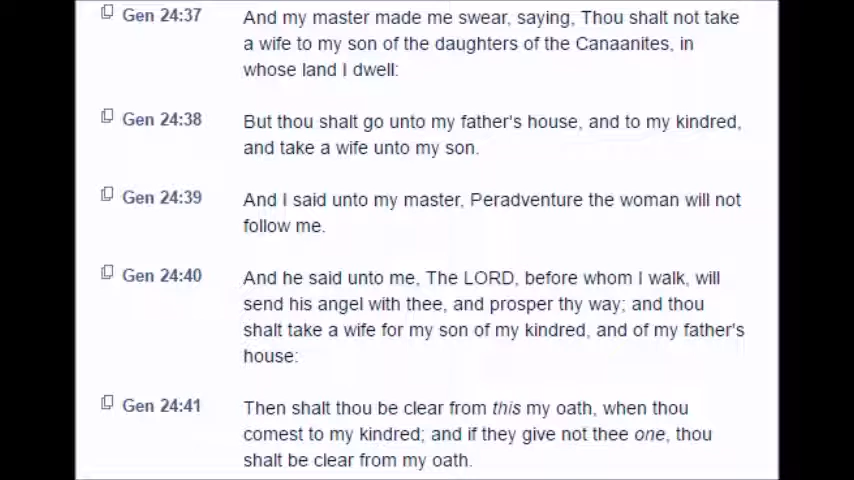 Gen 24:37 And my master made me swear, saying, Thou shalt not take
a wife to my son of the daughters of the Canaanites, in
whose land I dwell:
Gen 24:38 But thou shalt go unto my father's house, and to my kindred,
and take a wife unto my son.
Gen 24:39 And I said unto my master, Peradventure the woman will not
follow me.
Gen 24:40 And he said unto me, The LORD, before whom I walk, will
send his angel with thee, and prosper thy way; and thou
shalt take a wife for my son of my kindred, and of my father's
house:
Gen 24:41 Then shalt thou be clear from this my oath, when thou
comest to my kindred; and if they give not thee one, thou
shalt be clear from my oath.